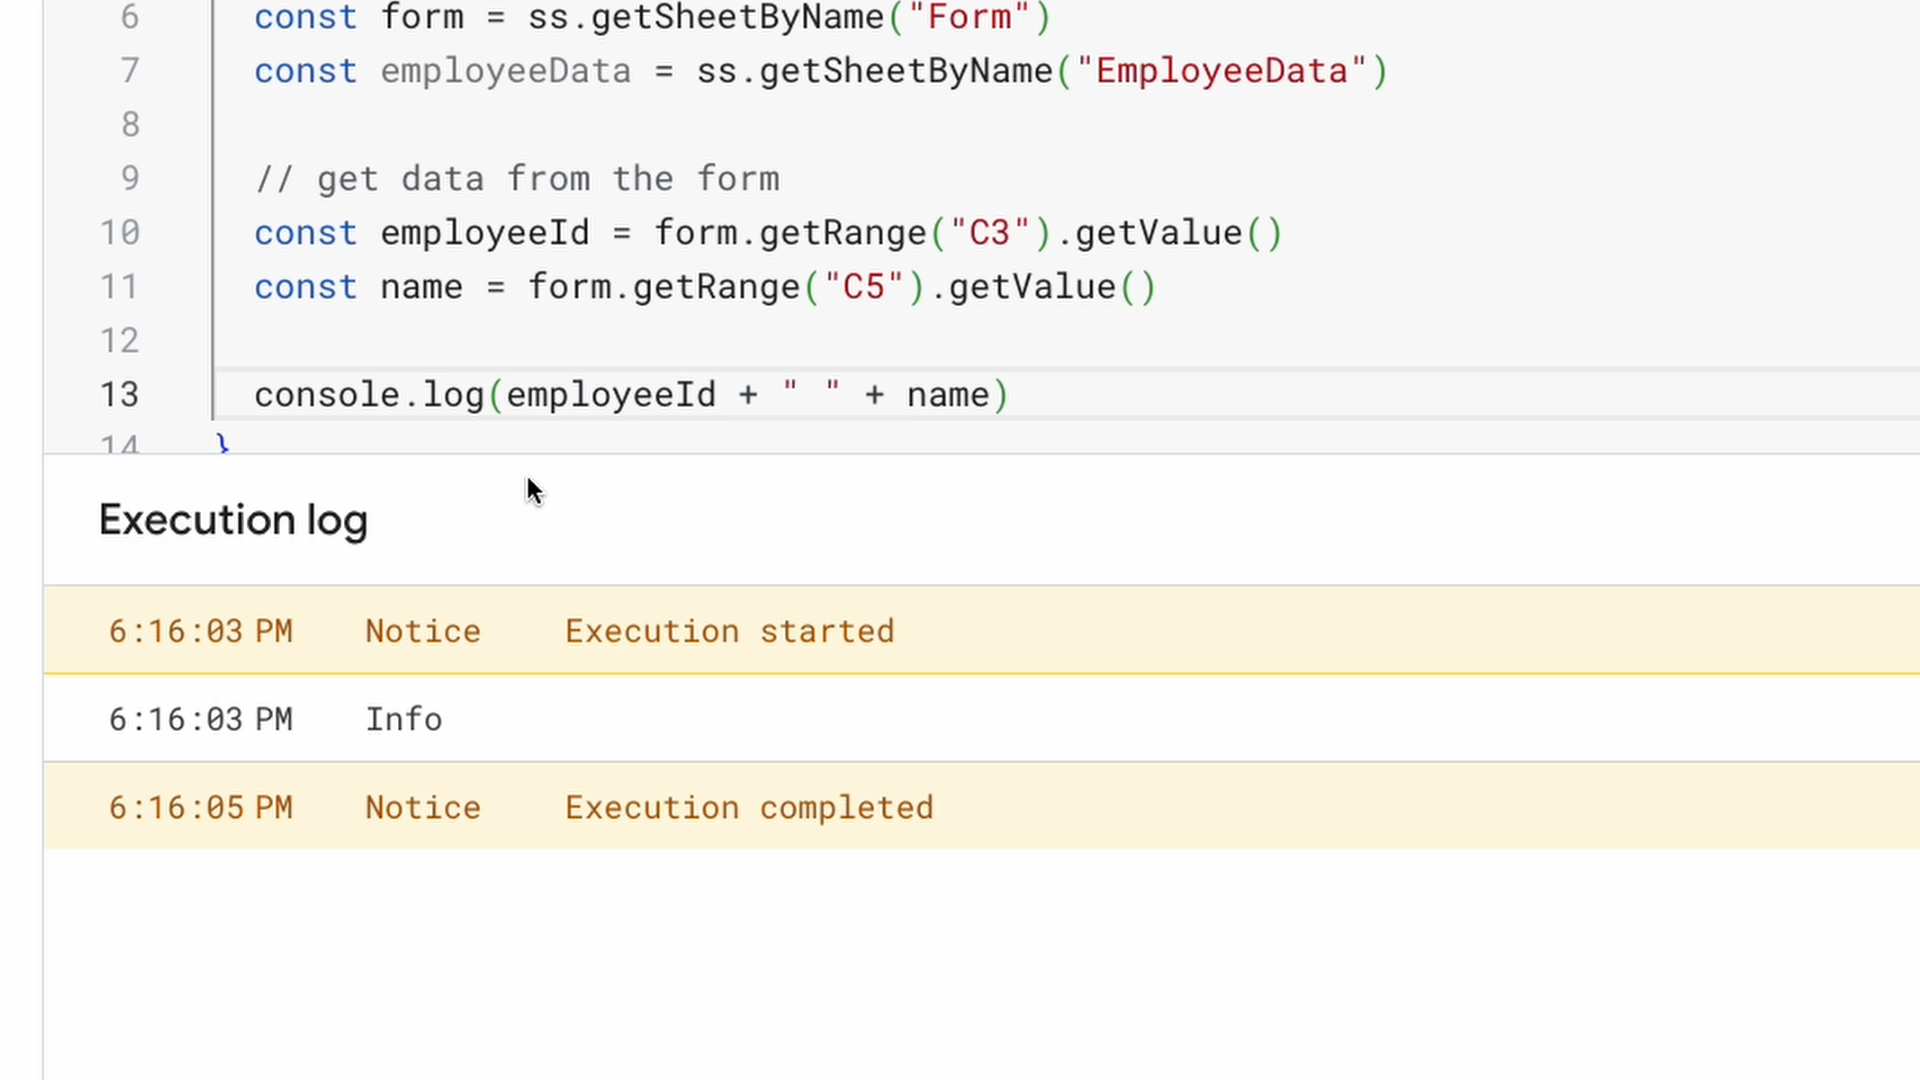 6 const form = ss.getSheetByName("Form")
7 const employeeData = ss.getSheetByName("EmployeeData")
8
9 // get data from the form
10 const employeeId = form.getRange("C3").getValue()
11 const name = form.getRange("C5").getValue()
12
13 console.log(employeeId + " " + name)
14 }
Execution log
6:16:03 PM Notice Execution started
6:16:03 PM Info
6:16:05 PM Notice Execution completed